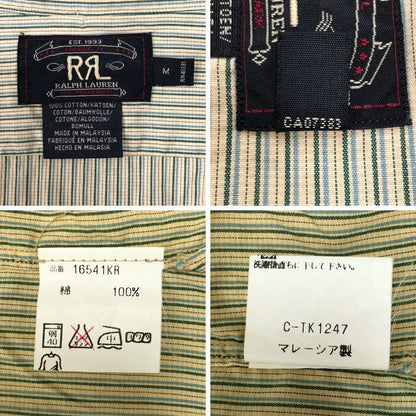 EST. 1993
RRL
RALPH LAUREN
M
100% COTTON/KATOEN/
COTON/BAUMWOLLE/
COTONE/ALGODÓN/
BOMULL
MADE IN MALAYSIA
FABRIQUÉ EN MALAYSIA
HECHO EN MALASIA
CA07383
品番 16541KR
綿 100%
40
中
洗濯後直ちに干して下さい。
C-TK1247
マレーシア製